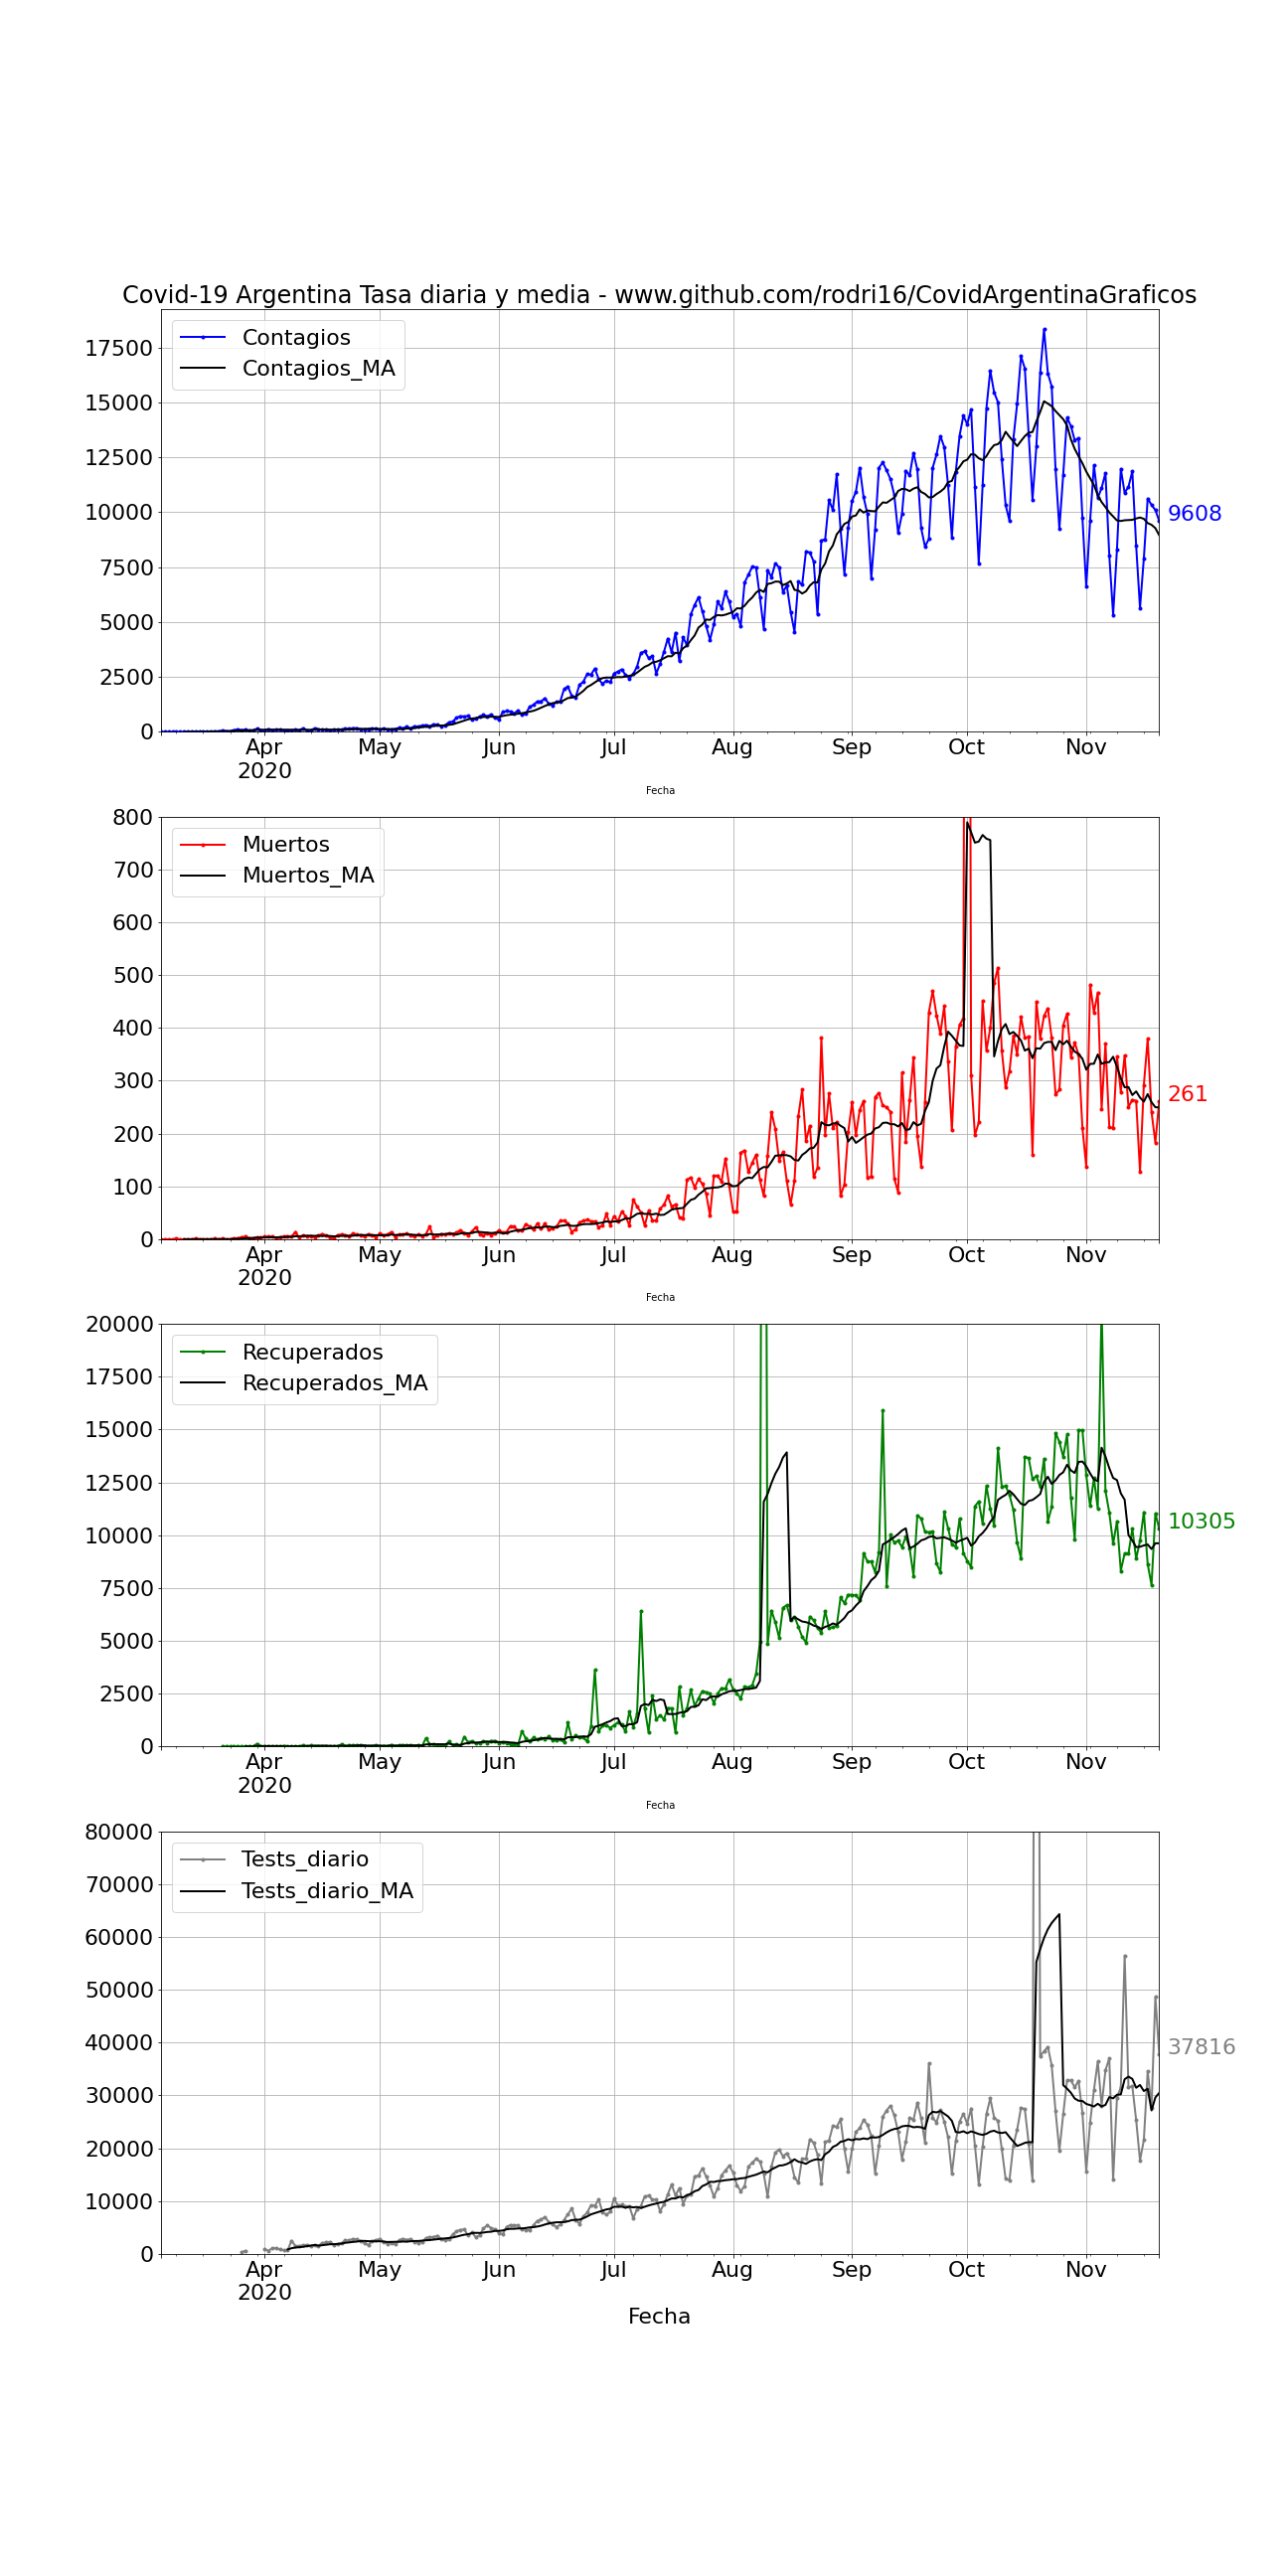 Covid-19 Argentina Tasa diaria y media - www.github.com/rodri16/CovidArgentinaGraficos
Contagios
Contagios_MA
17500
15000
12500
10000
7500
5000
2500
0
9608
Apr May Jun Jul Aug Sep Oct Nov
2020
Fecha
Muertos
Muertos_MA
800
700
600
500
400
300
200
100
0
261
Apr May Jun Jul Aug Sep Oct Nov
2020
Fecha
Recuperados
Recuperados_MA
20000
17500
15000
12500
10000
7500
5000
2500
0
10305
Apr May Jun Jul Aug Sep Oct Nov
2020
Fecha
Tests_diario
Tests_diario_MA
80000
70000
60000
50000
40000
30000
20000
10000
0
37816
Apr May Jun Jul Aug Sep Oct Nov
2020
Fecha